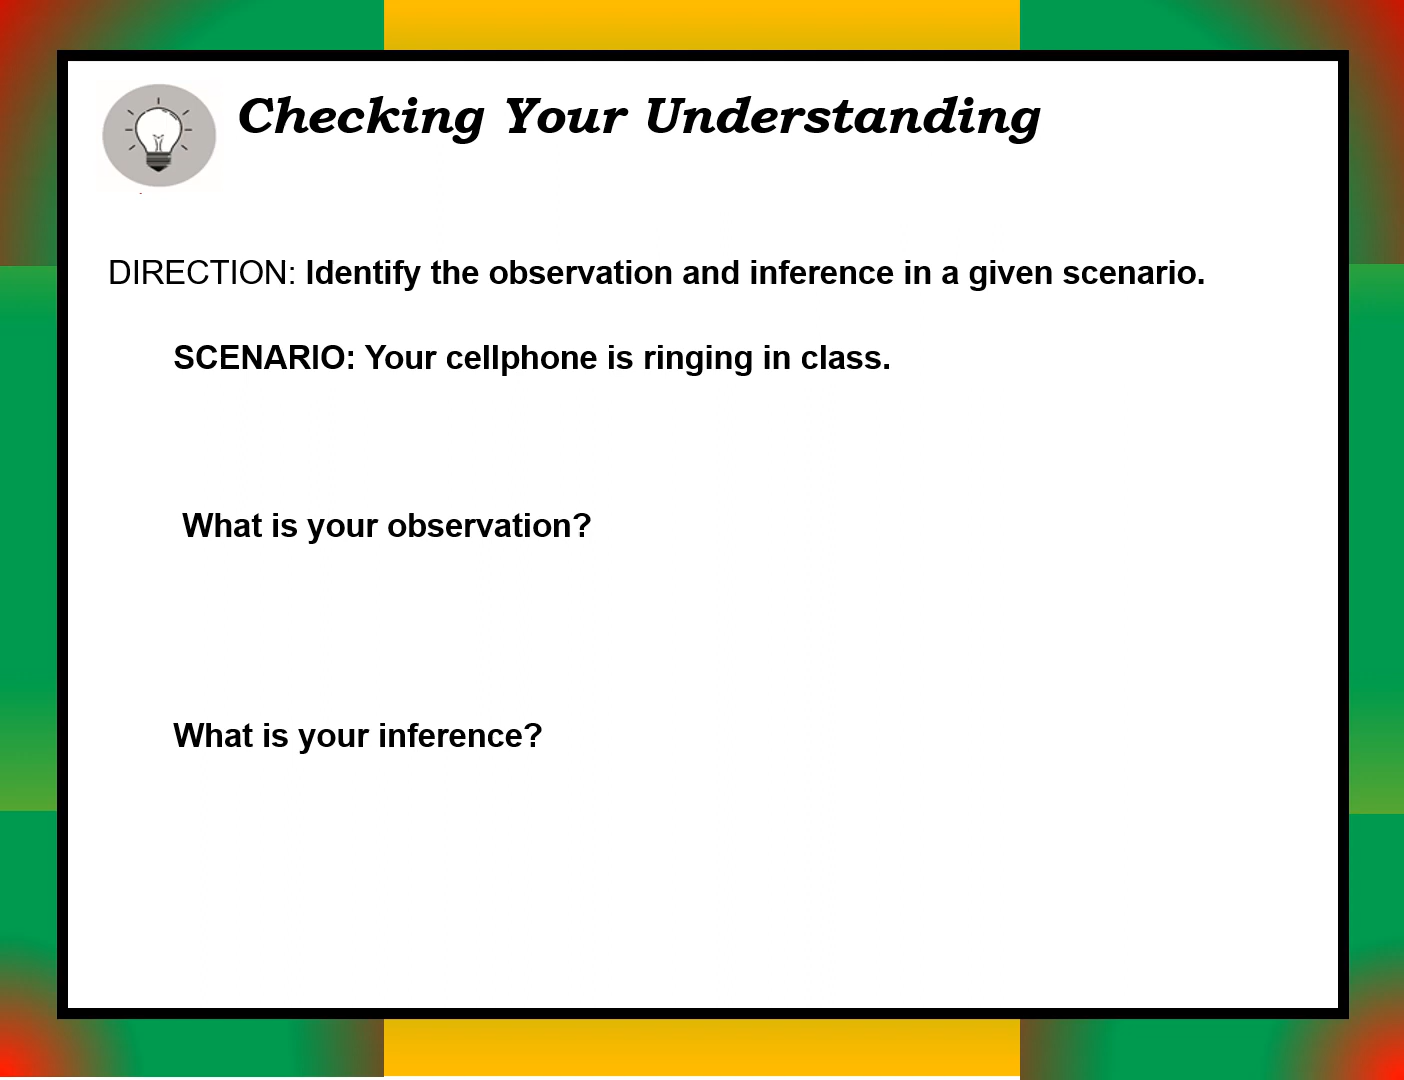 Checking Your Understanding
DIRECTION: Identify the observation and inference in a given scenario.
SCENARIO: Your cellphone is ringing in class.
What is your observation?
What is your inference?